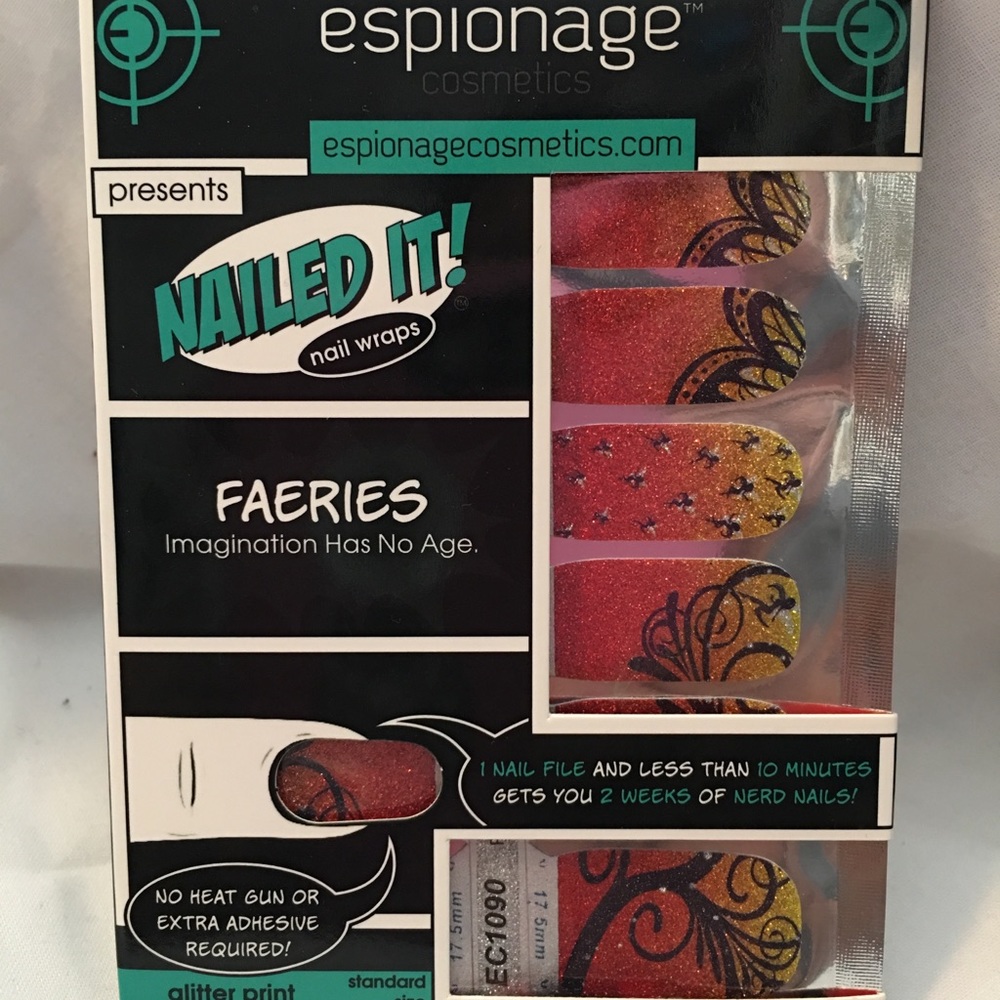 espionage™
cosmetics
espionagecosmetics.com
presents
NAILED IT!
TM
nail wraps
FAERIES
Imagination Has No Age.
1 NAIL FILE AND LESS THAN 10 MINUTES
GETS YOU 2 WEEKS OF NERD NAILS!
NO HEAT GUN OR
EXTRA ADHESIVE
REQUIRED!
17.5mm
EC1090
17.5mm
glitter print
standard
size